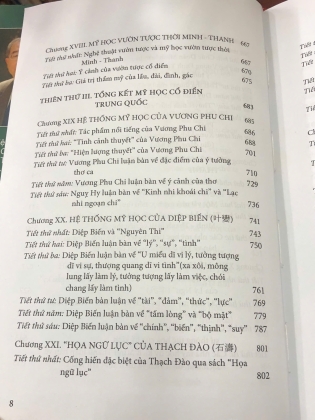 Chương XVIII. MỸ HỌC VƯỜN TƯỢC THỜI MINH - THANH 667
Tiết thứ nhất: Nghệ thuật vườn tược và mỹ học vườn tược thời
Minh - Thanh 667
Tiết thứ hai: Ý cảnh của vườn tược cổ điển 676
Tiết thứ ba: Giá trị thẩm mỹ của lầu, đài, đình, gác 675
THIÊN THỨ III. TỔNG KẾT MỸ HỌC CỔ ĐIỂN
TRUNG QUỐC 683
Chương XIX HỆ THỐNG MỸ HỌC CỦA VƯƠNG PHU CHI 685
Tiết thứ nhất: Tác phẩm nổi tiếng của Vương Phu Chi 686
Tiết thứ hai: "Tình cảnh thuyết" của Vương Phu Chi 688
Tiết thứ ba: "Hiện lượng thuyết" của Vương Phu Chi 701
Tiết thứ tư: Vương Phu Chi luận bàn về đặc điểm của ý tưởng
thơ ca 710
Tiết thứ năm: Vương Phu Chi luận bàn về ý cảnh của thơ 729
Tiết thứ sáu: Nguỵ Hy luận bàn về "Kinh nhi khoái chi" và "Lạc
nhi ngoạn chi" 736
Chương XX. HỆ THỐNG MỸ HỌC CỦA DIỆP BIẾN (叶燮) 741
Tiết thứ nhất: Diệp Biến và "Nguyên Thi" 743
Tiết thứ hai: Diệp Biến luận bàn về "lý", "sự", "tình" 750
Tiết thứ ba: Diệp Biến luận bàn về "U miểu dĩ vi lý, tưởng tượng
dĩ vi sự, thượng quang dĩ vi tình"(xa xôi, mông
lung lấy làm lý, tưởng tượng lấy làm việc, chói
chang lấy làm tình) 761
Tiết thứ tư: Diệp Biến bàn luận về "tài", "đảm", "thức", "lực" 769
Tiết thứ năm: Diệp Biến luận bàn về "tấm lòng" và "bộ mặt" 779
Tiết thứ sáu: Diệp Biến luận bàn về "chính", "biến", "thịnh", "suy" 787
Chương XXI. "HỌA NGỮ LỤC" CỦA THẠCH ĐÀO (石濤) 801
Tiết thứ nhất: Cống hiến đặc biệt của Thạch Đào qua sách "Họa
ngữ lục" 802
8